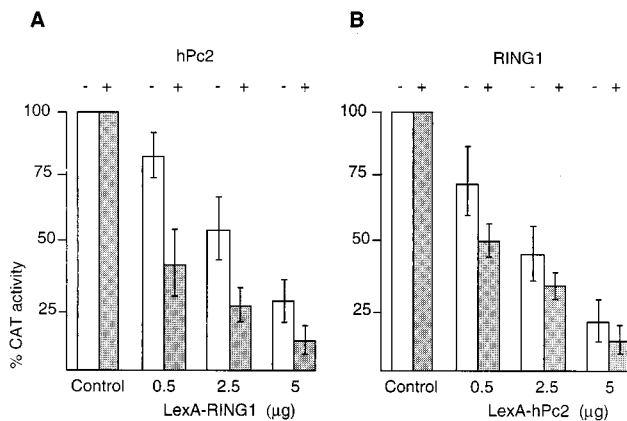 A
hPc2
- + - + - + - +
100
75
50
25
% CAT activity
Control 0.5 2.5 5
LexA-RING1 (µg)
B
RING1
- + - + - + - +
100
75
50
25
Control 0.5 2.5 5
LexA-hPc2 (µg)